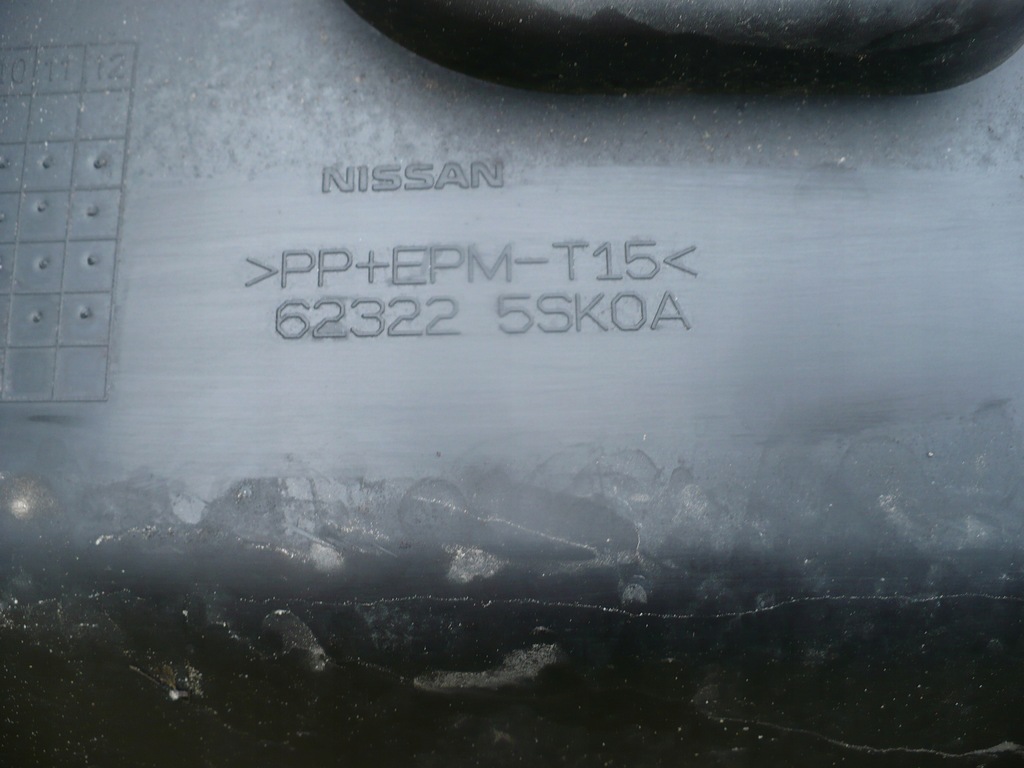 10 11 12
NISSAN
>PP+EPM-T15<
62322 5SK0A